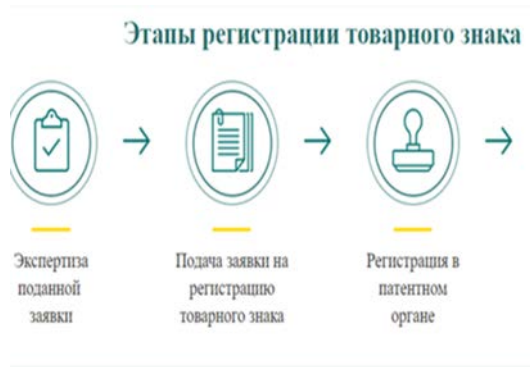 Этапы регистрации товарного знака
Экспертиза
поданной
заявки
Подача заявки на
регистрацию
товарного знака
Регистрация в
патентном
органе